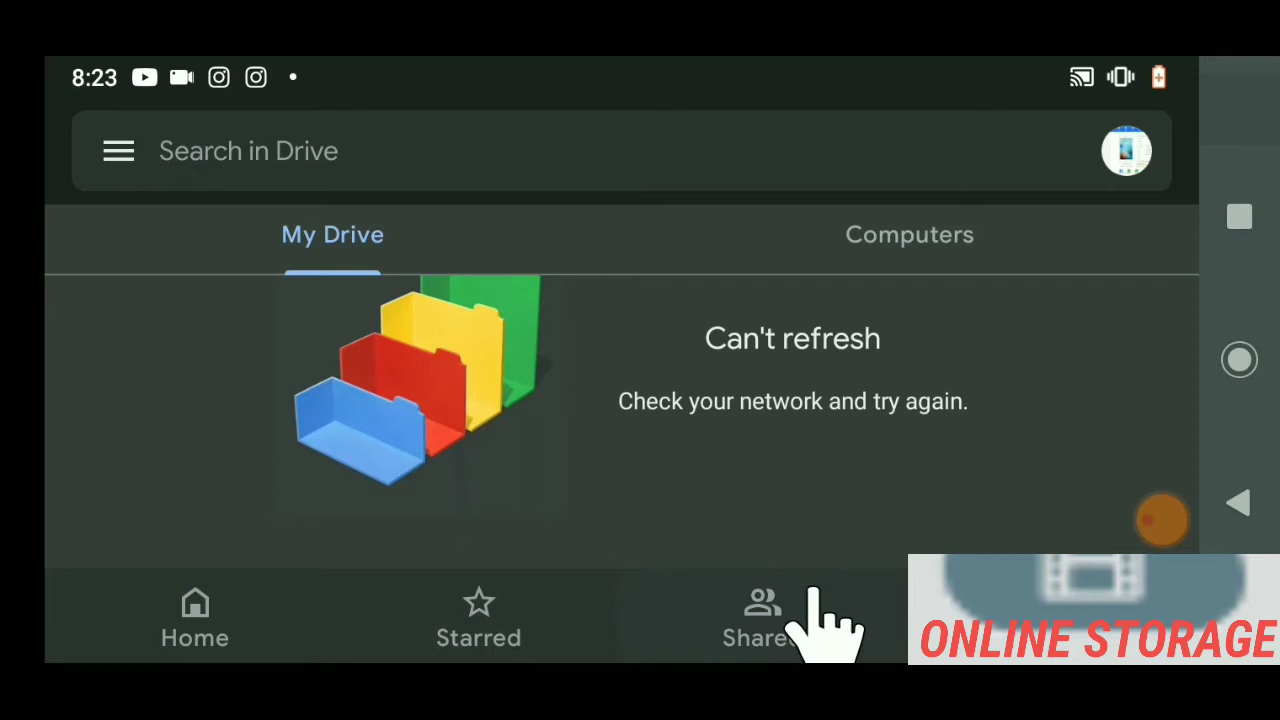 8:23
Search in Drive
My Drive
Computers
Can't refresh
Check your network and try again.
Home
Starred
Share
ONLINE STORAGE